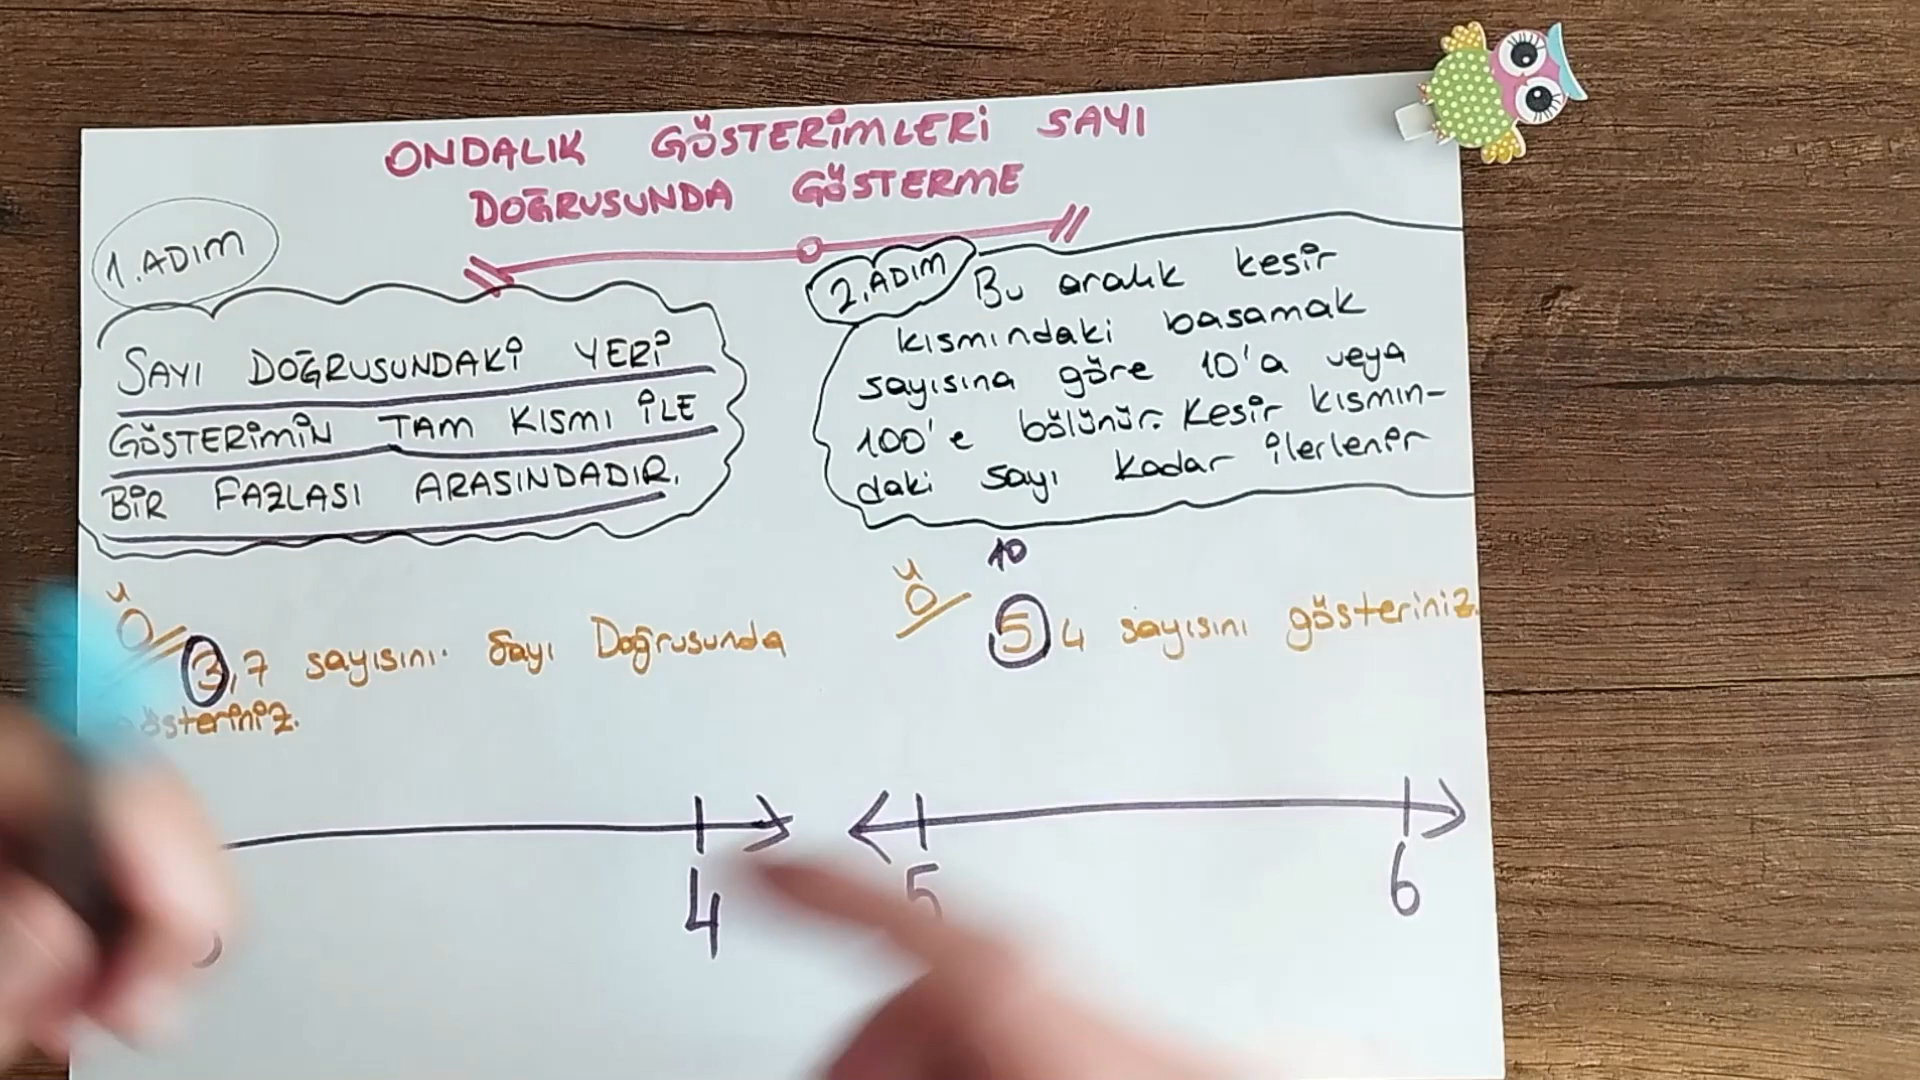 ONDALIK GÖSTERİMLERİ SAYI
DOĞRUSUNDA GÖSTERME
1. ADIM
SAYI DOĞRUSUNDAKİ YERİ
GÖSTERİMİN TAM KISMI İLE
BİR FAZLASI ARASINDADIR.
2. ADIM
Bu aralık kesir
kısmındaki basamak
sayısına göre 10'a veya
100'e bölünür. Kesir kısmın-
daki sayı kadar ilerlenir
Ö
3,7 sayısını sayı Doğrusunda
österiniz.
4
10
Ö
5 4 sayısını gösteriniz.
5
6